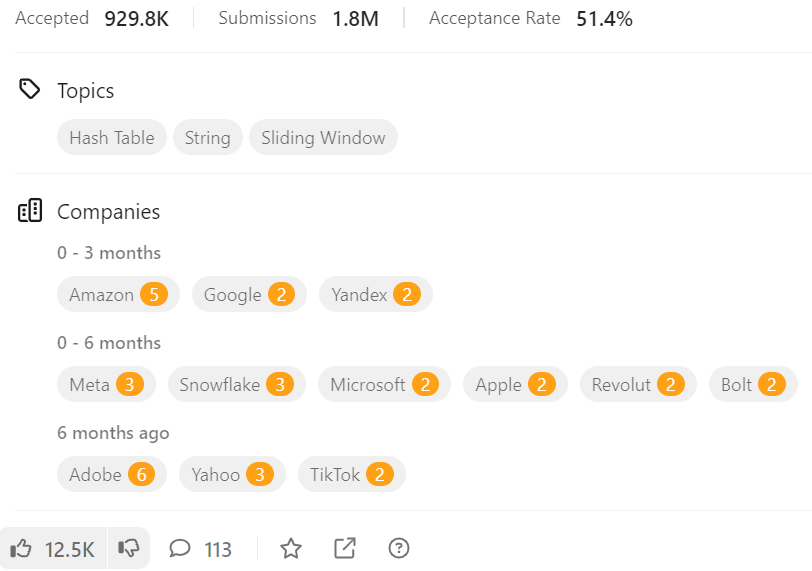 Accepted 929.8K Submissions 1.8M Acceptance Rate 51.4%
Topics
Hash Table String Sliding Window
Companies
0 - 3 months
Amazon 5 Google 2 Yandex 2
0 - 6 months
Meta 3 Snowflake 3 Microsoft 2 Apple 2 Revolut 2 Bolt 2
6 months ago
Adobe 6 Yahoo 3 TikTok 2
12.5K 113 ?